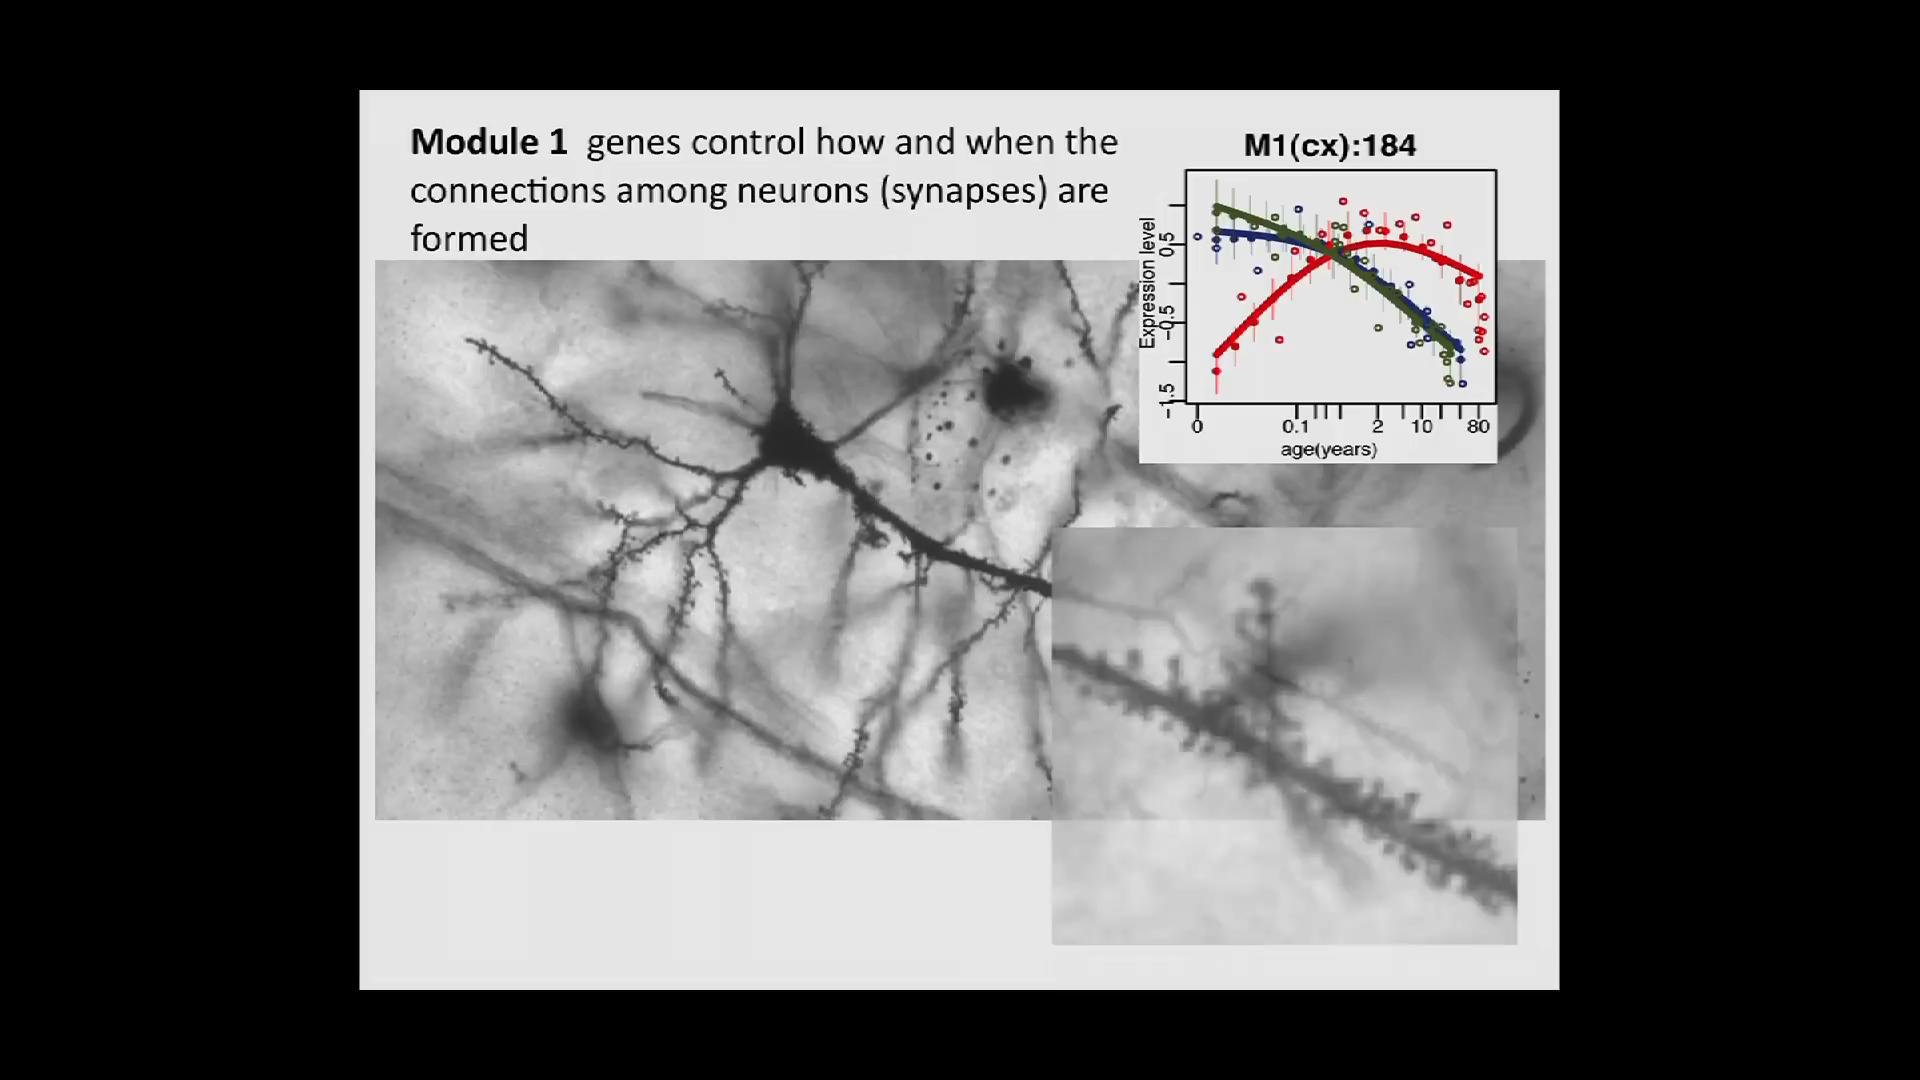 Module 1 genes control how and when the
connections among neurons (synapses) are
formed
M1(cx):184
Expression level
0.5
-0.5
-1.5
0 0.1 2 10 80
age(years)